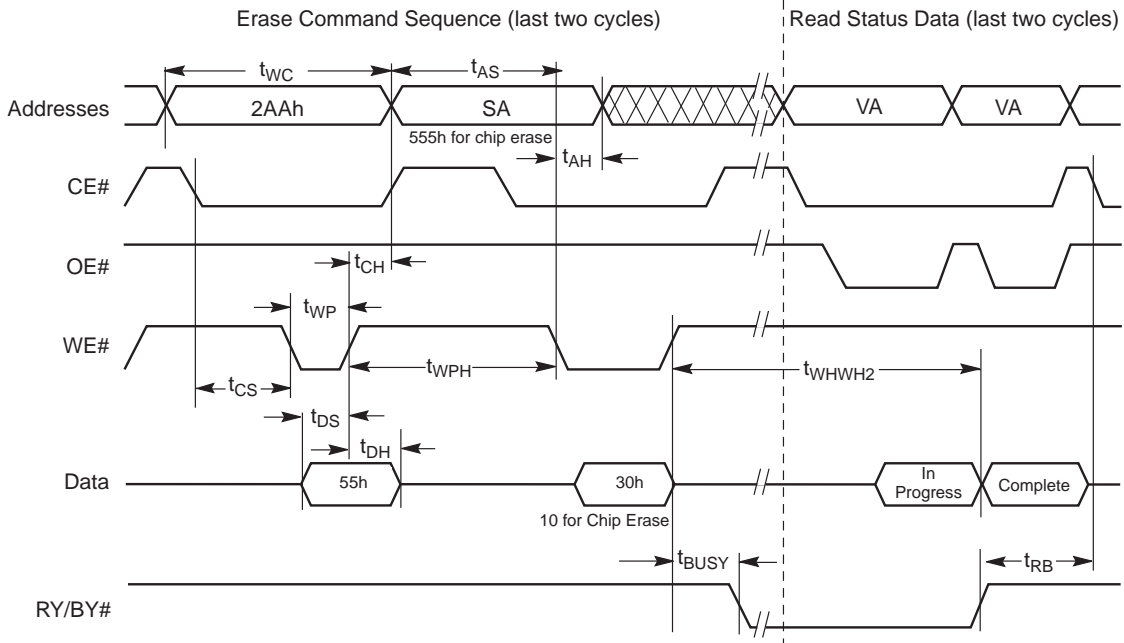 Erase Command Sequence (last two cycles)
Read Status Data (last two cycles)
tWC
tAS
Addresses
2AAh
SA
VA
VA
555h for chip erase
tAH
CE#
OE#
tCH
tWP
WE#
tWPH
tWHWH2
tCS
tDS
tDH
Data
55h
30h
In
Progress
Complete
10 for Chip Erase
tBUSY
tRB
RY/BY#